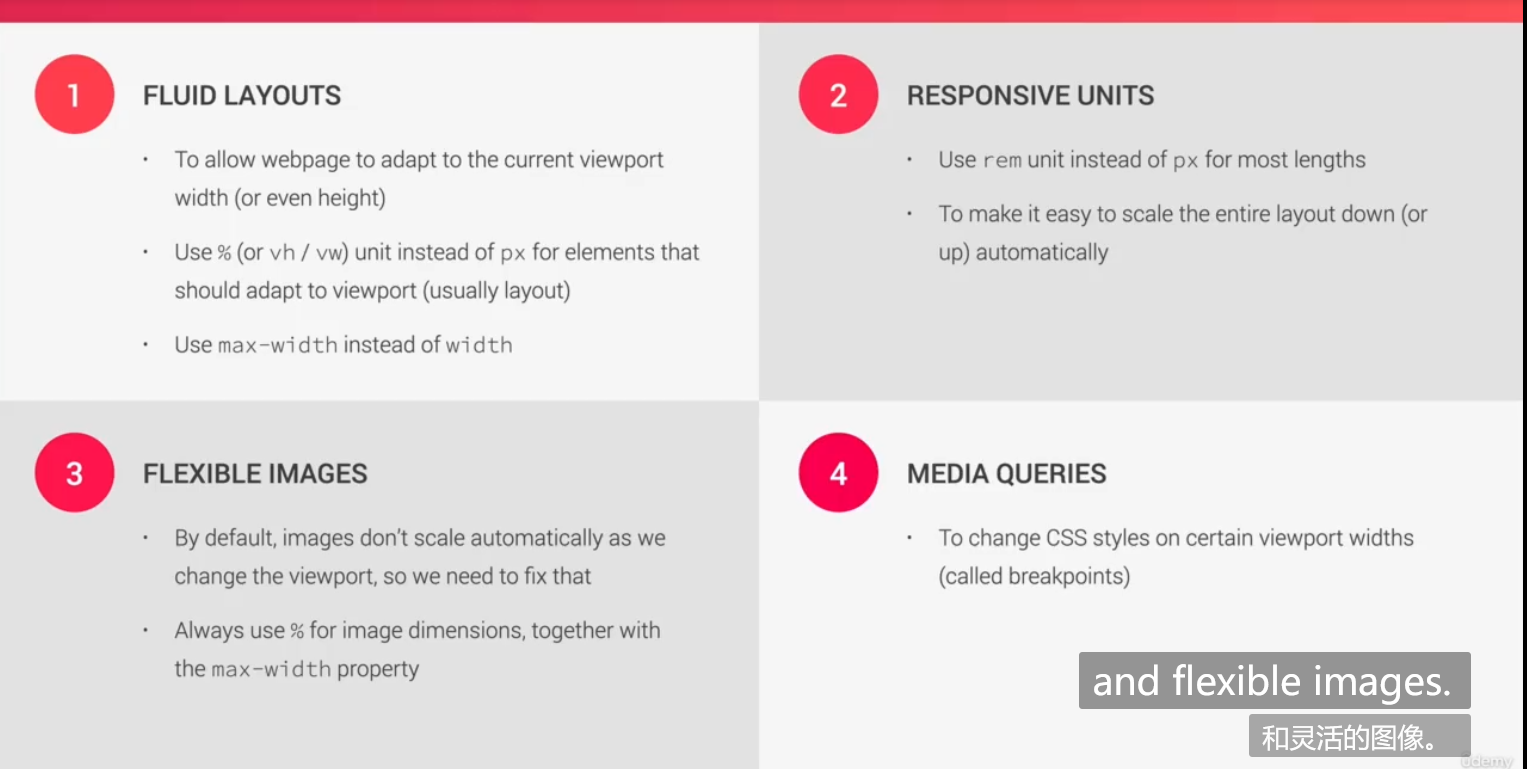 1
FLUID LAYOUTS
· To allow webpage to adapt to the current viewport
width (or even height)
· Use % (or vh / vw) unit instead of px for elements that
should adapt to viewport (usually layout)
· Use max-width instead of width
2
RESPONSIVE UNITS
· Use rem unit instead of px for most lengths
· To make it easy to scale the entire layout down (or
up) automatically
3
FLEXIBLE IMAGES
· By default, images don’t scale automatically as we
change the viewport, so we need to fix that
· Always use % for image dimensions, together with
the max-width property
4
MEDIA QUERIES
· To change CSS styles on certain viewport widths
(called breakpoints)
and flexible images.
和灵活的图像。
ûdemy